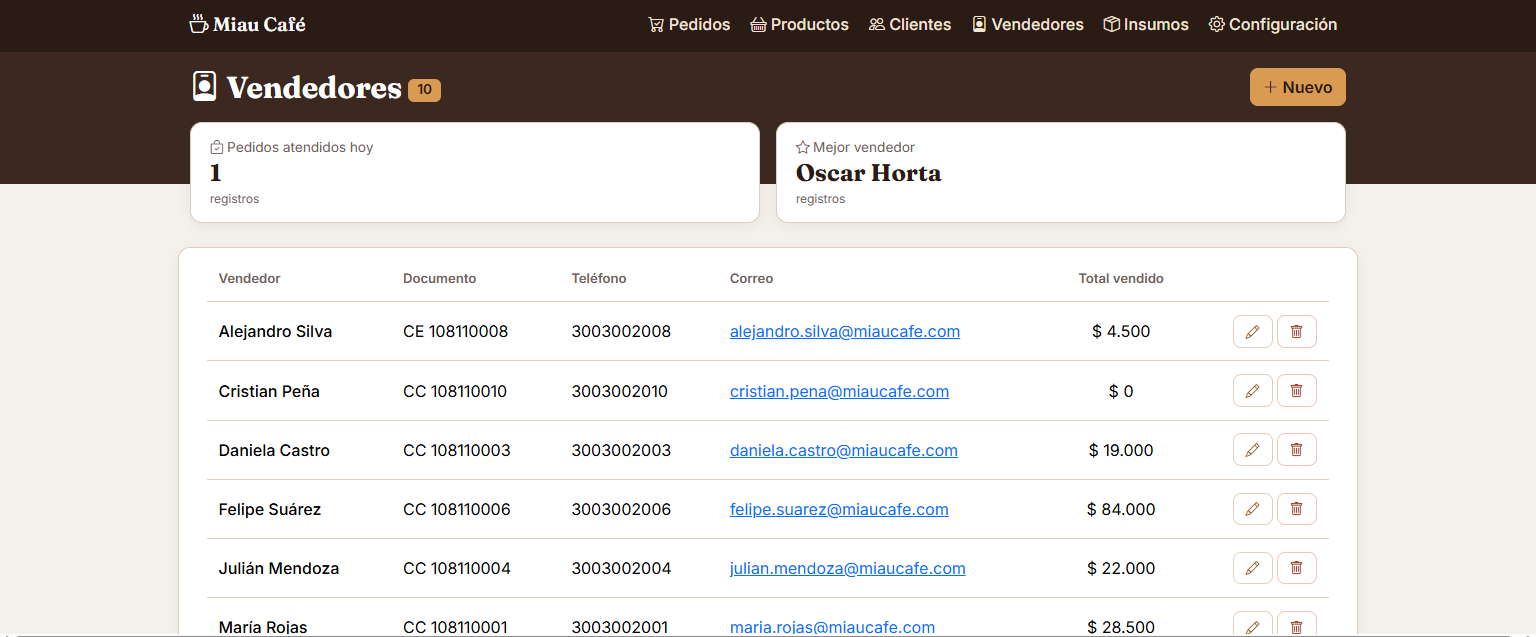 Miau Café Pedidos Productos Clientes Vendedores Insumos Configuración
Vendedores 10 + Nuevo
Pedidos atendidos hoy
1
registros
Mejor vendedor
Oscar Horta
registros
Vendedor Documento Teléfono Correo Total vendido
Alejandro Silva CE 108110008 3003002008 alejandro.silva@miaucafe.com $ 4.500
Cristian Peña CC 108110010 3003002010 cristian.pena@miaucafe.com $ 0
Daniela Castro CC 108110003 3003002003 daniela.castro@miaucafe.com $ 19.000
Felipe Suárez CC 108110006 3003002006 felipe.suarez@miaucafe.com $ 84.000
Julián Mendoza CC 108110004 3003002004 julian.mendoza@miaucafe.com $ 22.000
María Rojas CC 108110001 3003002001 maria.rojas@miaucafe.com $ 28.500